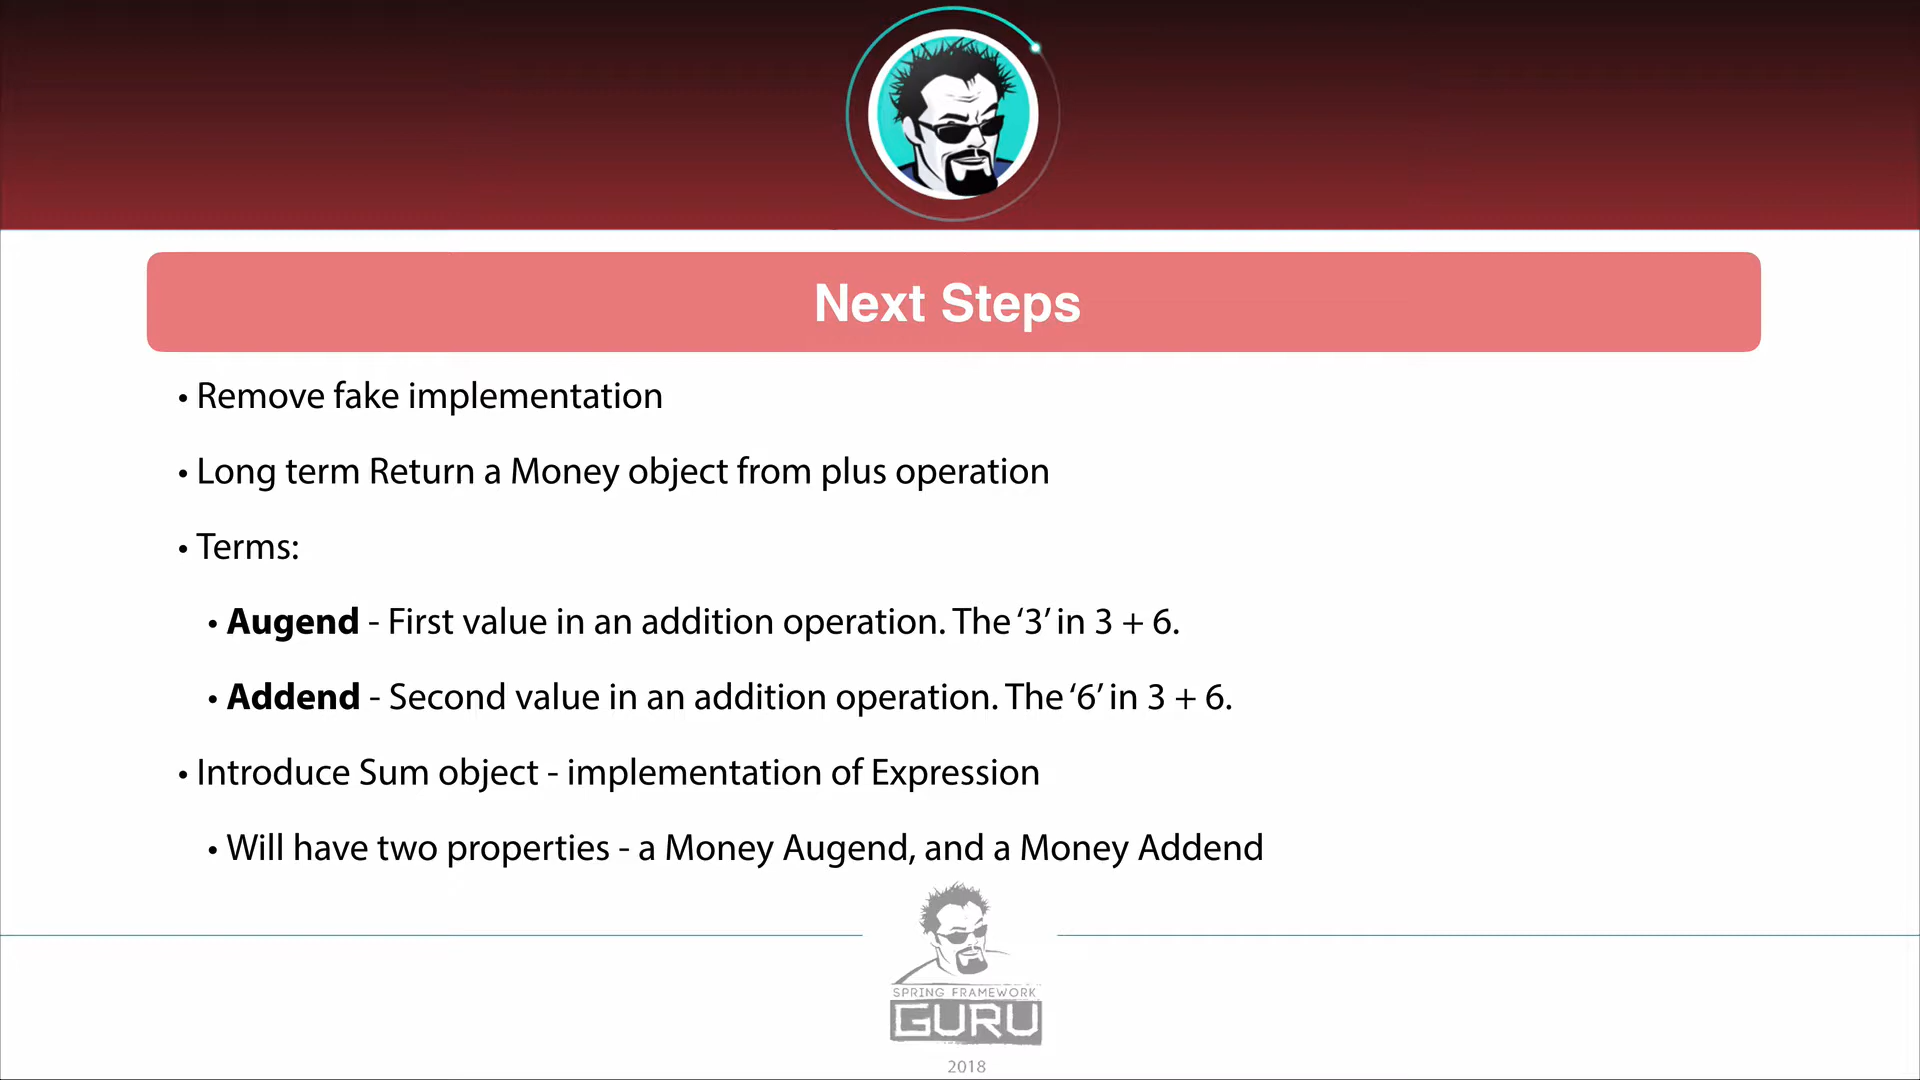 Next Steps
• Remove fake implementation
• Long term Return a Money object from plus operation
• Terms:
• Augend - First value in an addition operation. The ‘3’ in 3 + 6.
• Addend - Second value in an addition operation. The ‘6’ in 3 + 6.
• Introduce Sum object - implementation of Expression
• Will have two properties - a Money Augend, and a Money Addend
SPRING FRAMEWORK
GURU
2018